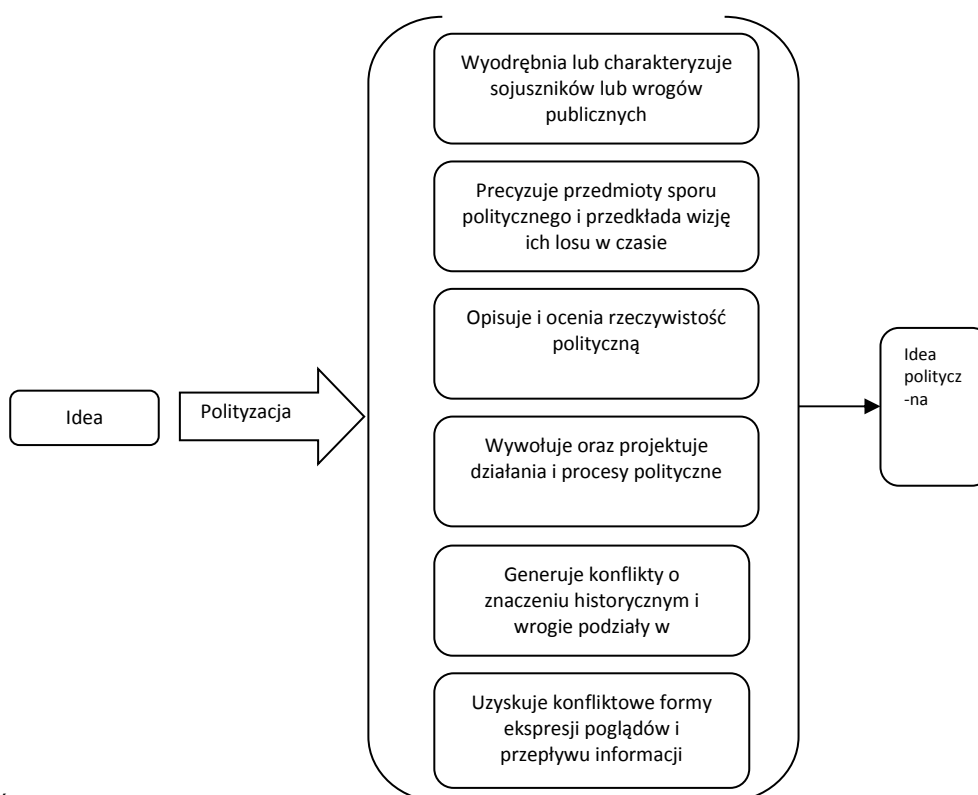 Wyodrębnia lub charakteryzuje
sojuszników lub wrogów
publicznych
Precyzuje przedmioty sporu
politycznego i przedkłada wizję
ich losu w czasie
Opisuje i ocenia rzeczywistość
polityczną
Idea
Polityzacja
Wywołuje oraz projektuje
działania i procesy polityczne
Generuje konflikty o
znaczeniu historycznym i
wrogie podziały w
Uzyskuje konfliktowe formy
ekspresji poglądów i
przepływu informacji
Idea
politycz
-na